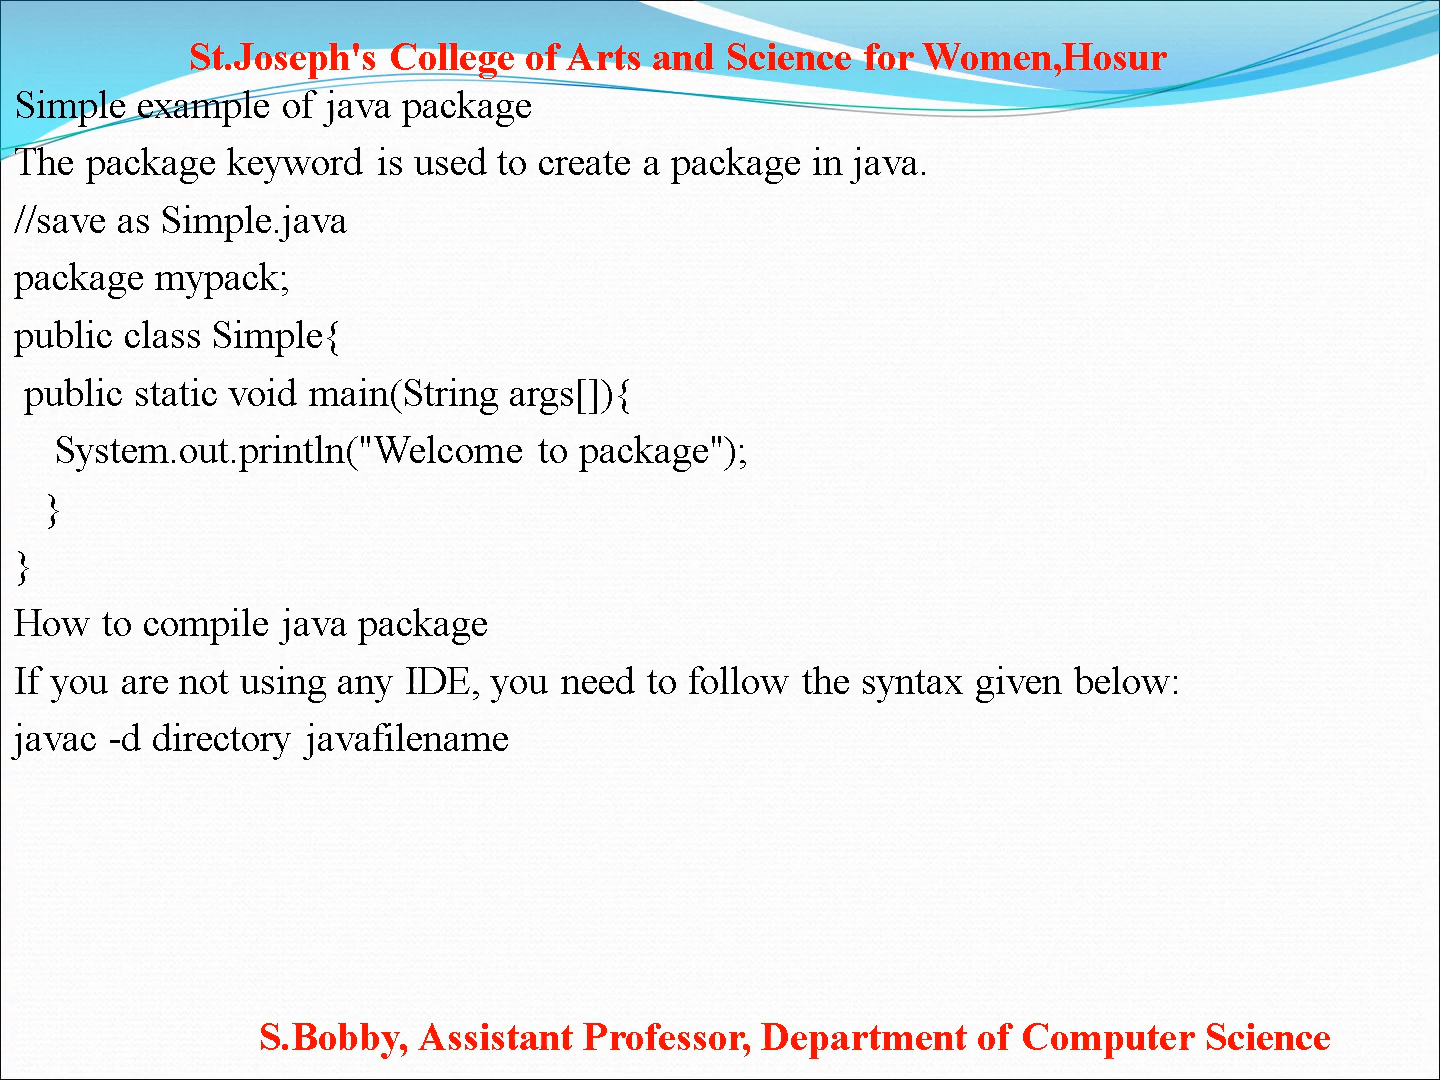 St.Joseph's College of Arts and Science for Women,Hosur
Simple example of java package
The package keyword is used to create a package in java.
//save as Simple.java
package mypack;
public class Simple{
 public static void main(String args[]){
    System.out.println("Welcome to package");
   }
}
How to compile java package
If you are not using any IDE, you need to follow the syntax given below:
javac -d directory javafilename
S.Bobby, Assistant Professor, Department of Computer Science